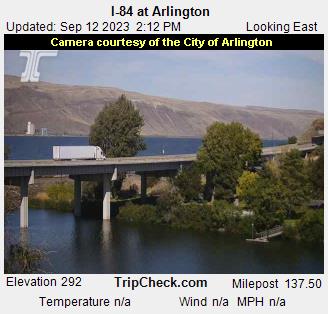 I-84 at Arlington
Updated: Sep 12 2023 2:12 PM Looking East
Camera courtesy of the City of Arlington
Elevation 292 TripCheck.com Milepost 137.50
Temperature n/a Wind n/a MPH n/a